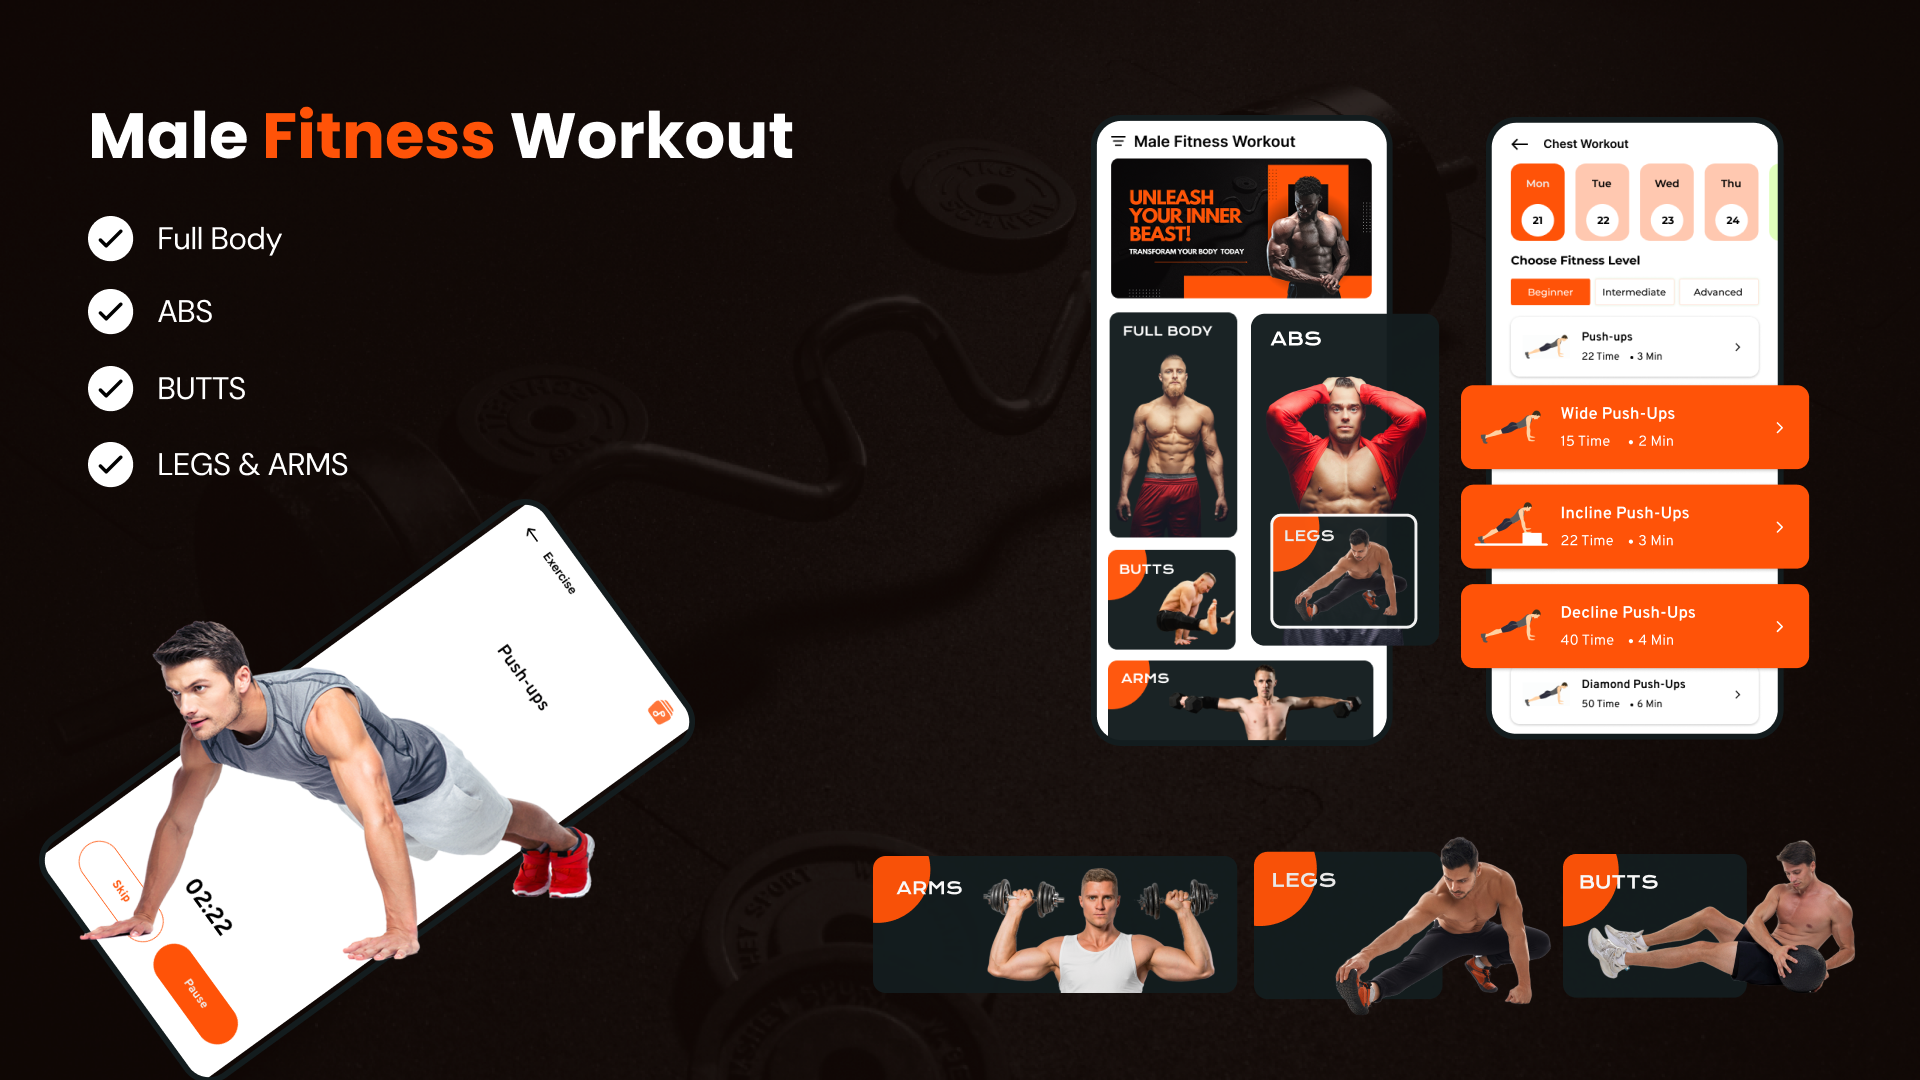 Male Fitness Workout
Full Body
ABS
BUTTS
LEGS & ARMS
Exercise
Push-ups
02:22
Skip
Pause
Male Fitness Workout
UNLEASH
YOUR INNER
BEAST!
TRANSFORAM YOUR BODY TODAY
FULL BODY
ABS
LEGS
BUTTS
ARMS
Chest Workout
Mon Tue Wed Thu
21 22 23 24
Choose Fitness Level
Beginner Intermediate Advanced
Push-ups
22 Time • 3 Min
Wide Push-Ups
15 Time • 2 Min
Incline Push-Ups
22 Time • 3 Min
Decline Push-Ups
40 Time • 4 Min
Diamond Push-Ups
50 Time • 6 Min
ARMS
LEGS
BUTTS